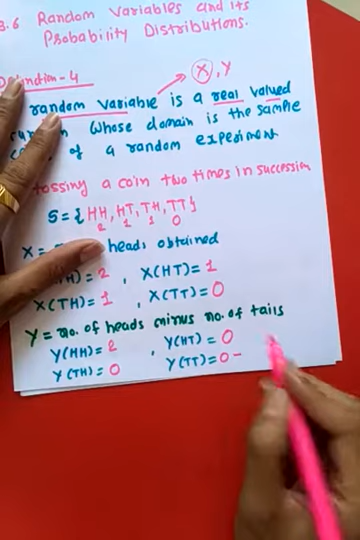 3.6 Random Variables and its
Probability Distributions.
Definition-4
random variable is a real valued
X, Y
whose domain is the sample
of a random experiment
tossing a coin two times in succession
S = {HH, HT, TH, TT}
2 1 1 0
X = heads obtained
= 2 , X(HT) = 1
X(TH) = 1 , X(TT) = 0
Y = no. of heads minus no. of tails
Y(HH) = 2 , Y(HT) = 0
Y(TH) = 0 Y(TT) = 0 -